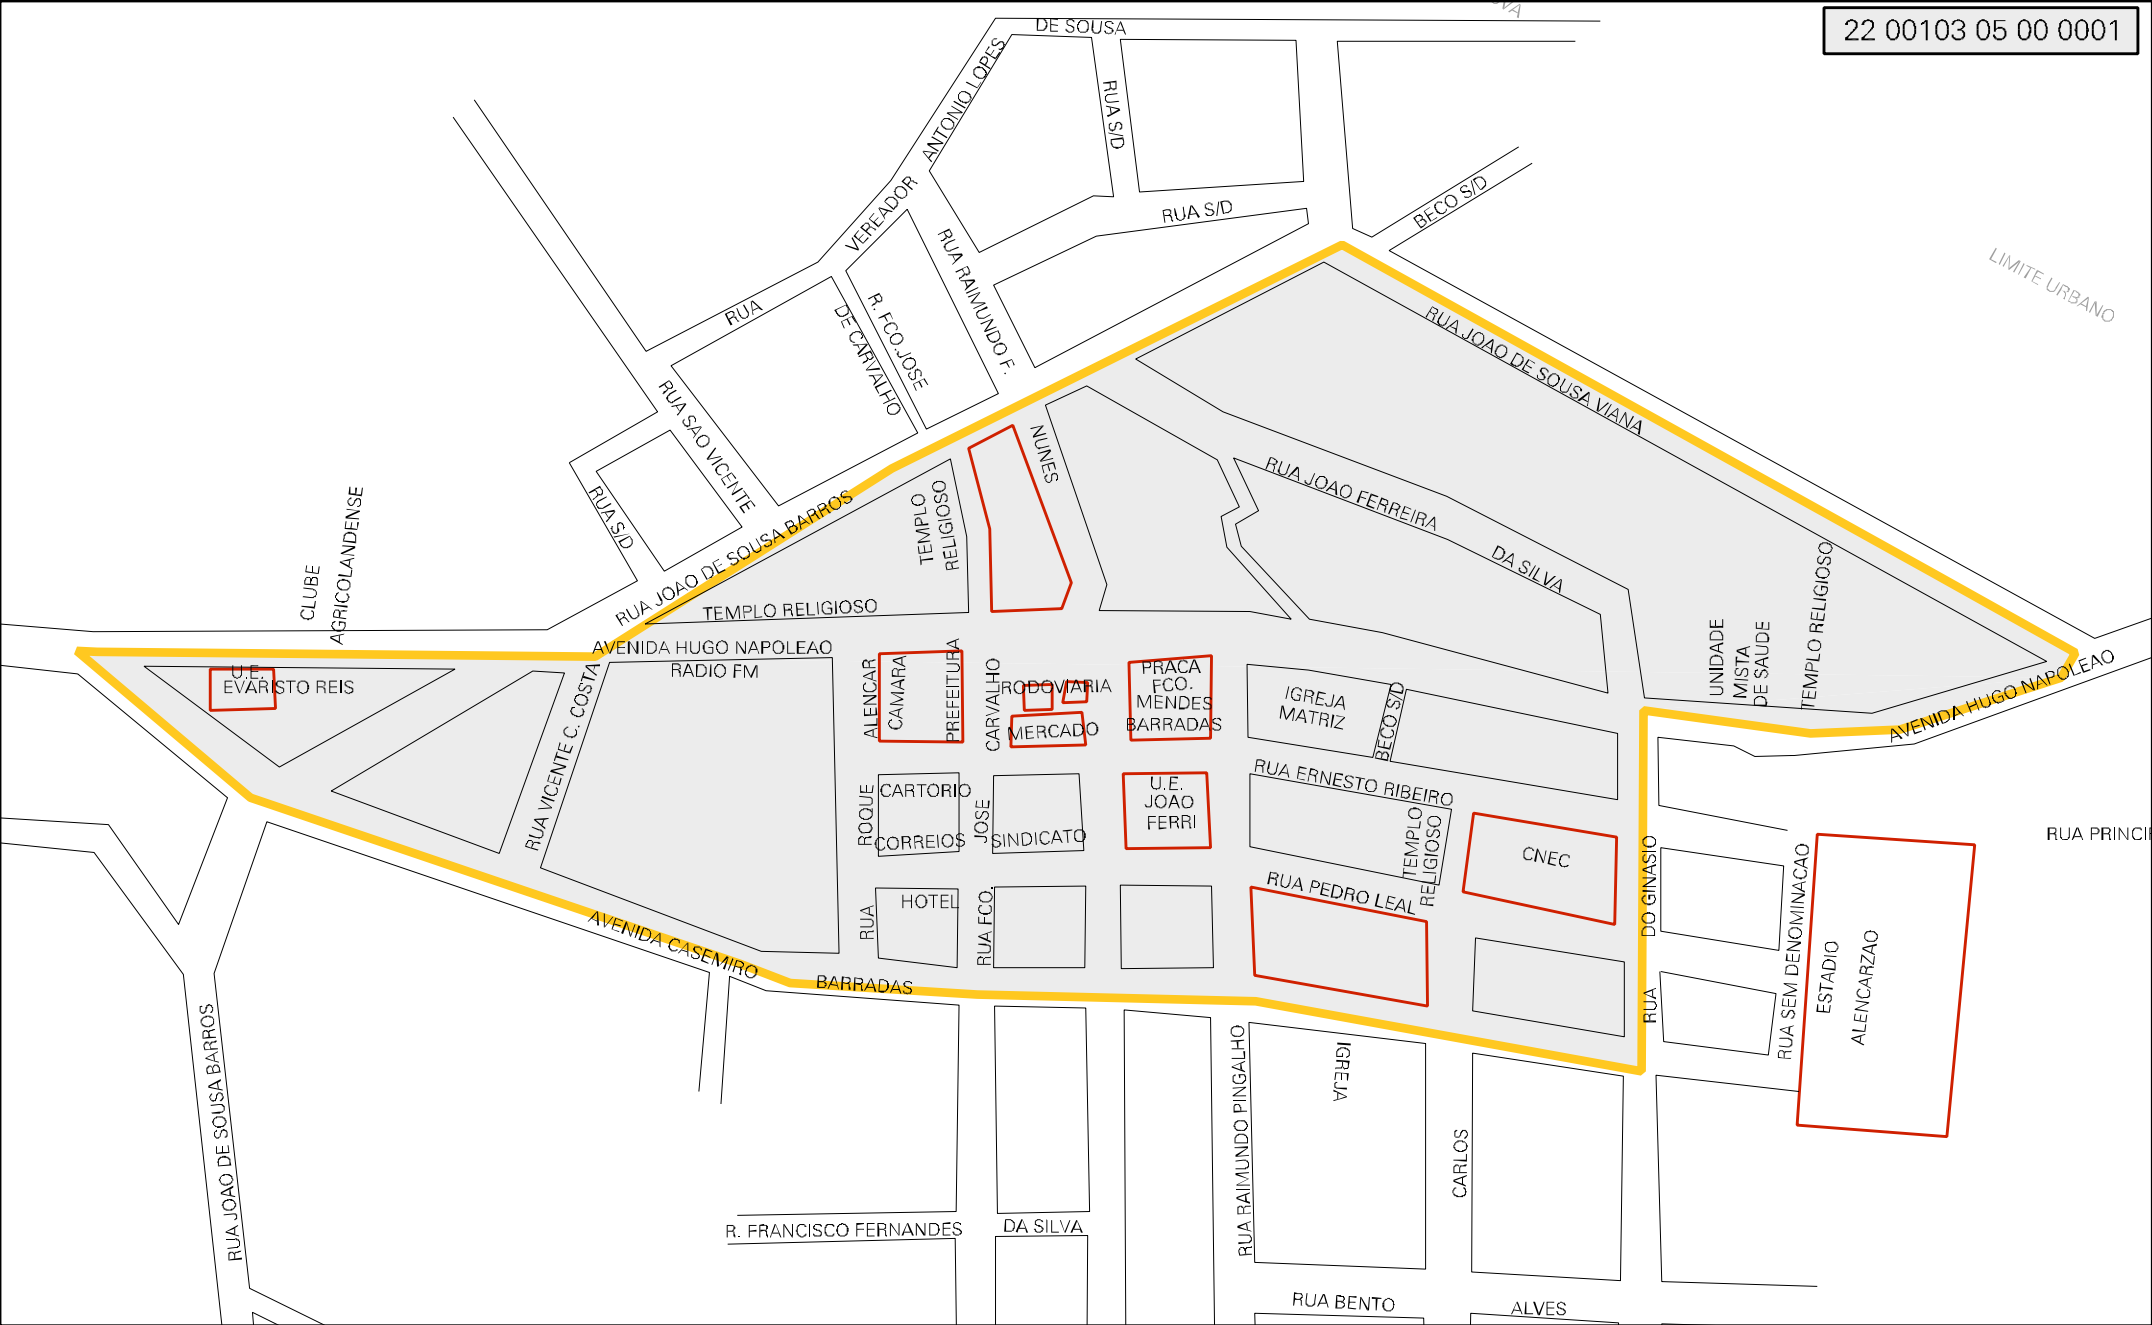 22 00103 05 00 0001
DE SOUSA
ANTONIO LOPES
VEREADOR
RUA
RUA S/D
RUA S/D
BECO S/D
LIMITE URBANO
RUA RAIMUNDO F.
NUNES
R. FCO.JOSE
DE CARVALHO
RUA SAO VICENTE
RUA S/D
RUA JOAO DE SOUSA BARROS
RUA JOAO DE SOUSA VIANA
RUA JOAO FERREIRA
DA SILVA
CLUBE
AGRICOLANDENSE
TEMPLO
RELIGIOSO
TEMPLO RELIGIOSO
AVENIDA HUGO NAPOLEAO
RADIO FM
U.E.
EVARISTO REIS
RUA VICENTE C. COSTA
ALENCAR
CAMARA
PREFEITURA
CARVALHO
RODOVIARIA
MERCADO
PRACA
FCO.
MENDES
BARRADAS
IGREJA
MATRIZ
BECO S/D
UNIDADE
MISTA
DE SAUDE
TEMPLO RELIGIOSO
AVENIDA HUGO NAPOLEAO
ROQUE
CARTORIO
CORREIOS
JOSE
SINDICATO
U.E.
JOAO
FERRI
RUA ERNESTO RIBEIRO
TEMPLO
RELIGIOSO
CNEC
RUA PEDRO LEAL
HOTEL
RUA
RUA FCO.
AVENIDA CASEMIRO
BARRADAS
DO GINASIO
RUA
RUA SEM DENOMINACAO
ESTADIO
ALENCARZAO
RUA JOAO DE SOUSA BARROS
RUA RAIMUNDO PINGALHO
IGREJA
CARLOS
R. FRANCISCO FERNANDES
DA SILVA
RUA BENTO
ALVES